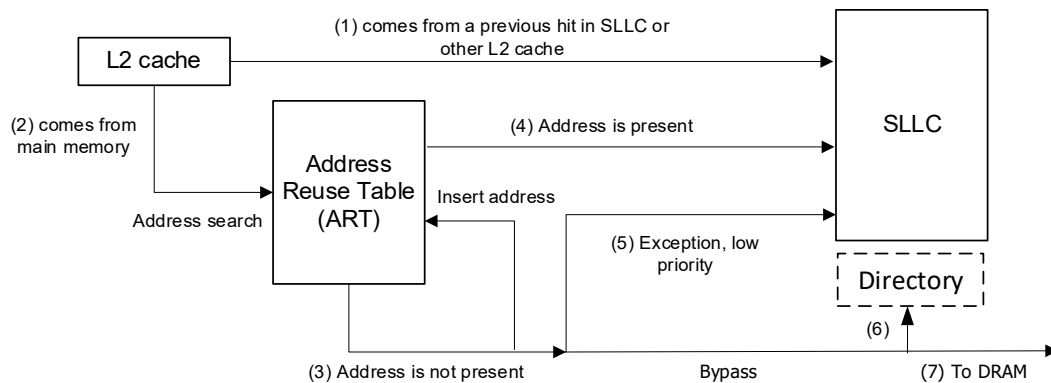 (1) comes from a previous hit in SLLC or
other L2 cache
L2 cache
(2) comes from
main memory
(4) Address is present
SLLC
Address
Reuse Table
(ART)
Insert address
Address search
(5) Exception, low
priority
Directory
(6)
(3) Address is not present
Bypass
(7) To DRAM